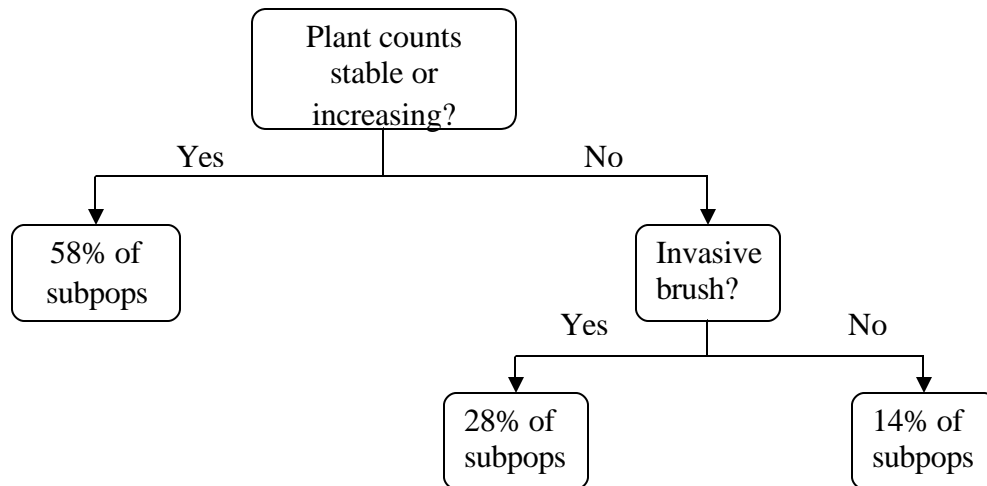 Plant counts
stable or
increasing?
Yes
No
58% of
subpops
Invasive
brush?
Yes
No
28% of
subpops
14% of
subpops